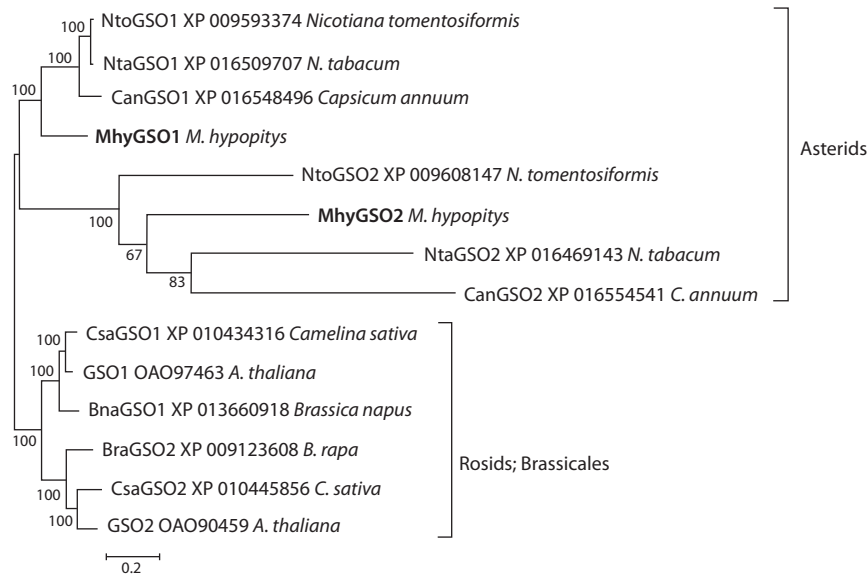 100
NtoGSO1 XP 009593374 Nicotiana tomentosiformis
100
NtaGSO1 XP 016509707 N. tabacum
100
CanGSO1 XP 016548496 Capsicum annuum
MhyGSO1 M. hypopitys
Asterids
NtoGSO2 XP 009608147 N. tomentosiformis
100
MhyGSO2 M. hypopitys
67
NtaGSO2 XP 016469143 N. tabacum
83
CanGSO2 XP 016554541 C. annuum
100
CsaGSO1 XP 010434316 Camelina sativa
100
GSO1 OAO97463 A. thaliana
BnaGSO1 XP 013660918 Brassica napus
100
BraGSO2 XP 009123608 B. rapa
Rosids; Brassicales
100
CsaGSO2 XP 010445856 C. sativa
100
GSO2 OAO90459 A. thaliana
0.2